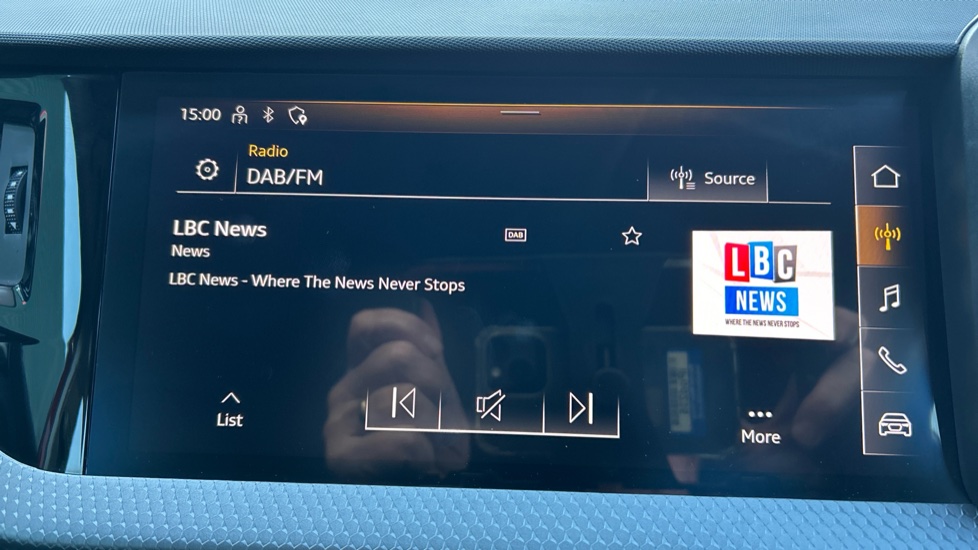 15:00
Radio
DAB/FM
Source
LBC News
DAB
News
LBC News - Where The News Never Stops
LBC
NEWS
WHERE THE NEWS NEVER STOPS
List
More